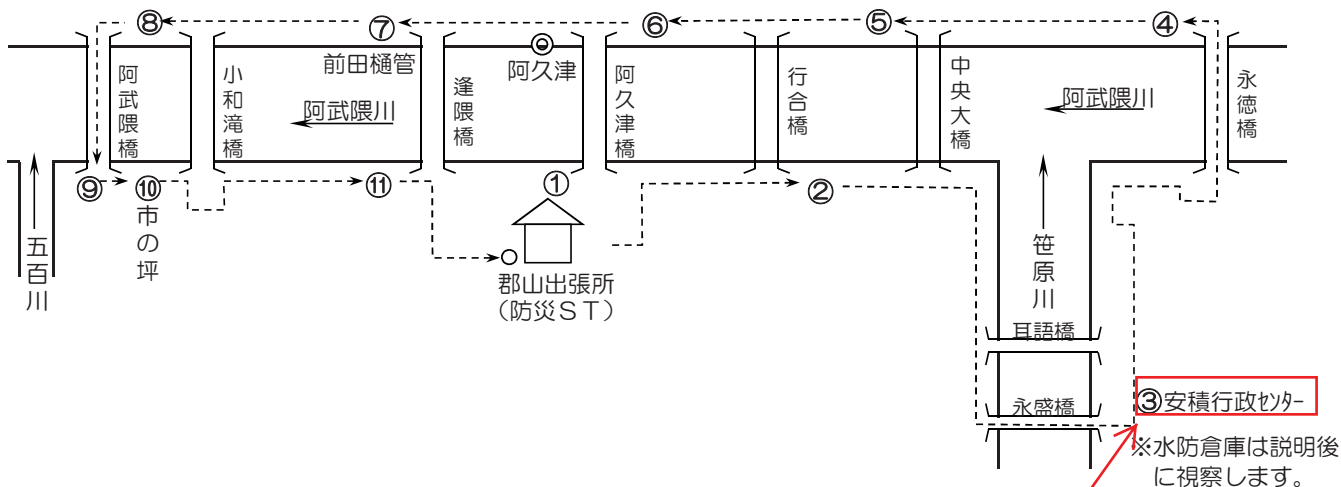 ⑧
⑦
⑥
⑤
④
前田樋管
阿久津
阿武隈橋
小和滝橋
阿武隈川
逢隈橋
阿久津橋
行合橋
中央大橋
阿武隈川
永徳橋
⑨
⑩
市の坪
⑪
①
②
五百川
郡山出張所
（防災ＳＴ）
笹原川
耳語橋
永盛橋
③安積行政ｾﾝﾀｰ
※水防倉庫は説明後
に視察します。